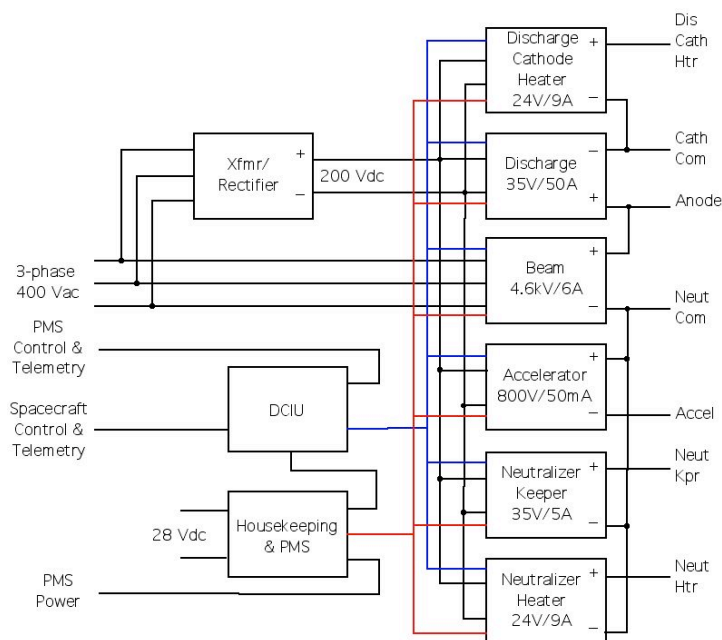 Dis
Cath
Htr
Discharge
Cathode
Heater
24V/9A
+
−
Cath
Com
Discharge
35V/50A
−
+
Anode
Xfmr/
Rectifier
+
−
200 Vdc
Beam
4.6kV/6A
+
−
Neut
Com
3-phase
400 Vac
PMS
Control &
Telemetry
Accelerator
800V/50mA
+
−
Accel
DCIU
Spacecraft
Control &
Telemetry
Neutralizer
Keeper
35V/5A
+
−
Neut
Kpr
28 Vdc
Housekeeping
& PMS
PMS
Power
Neutralizer
Heater
24V/9A
+
−
Neut
Htr